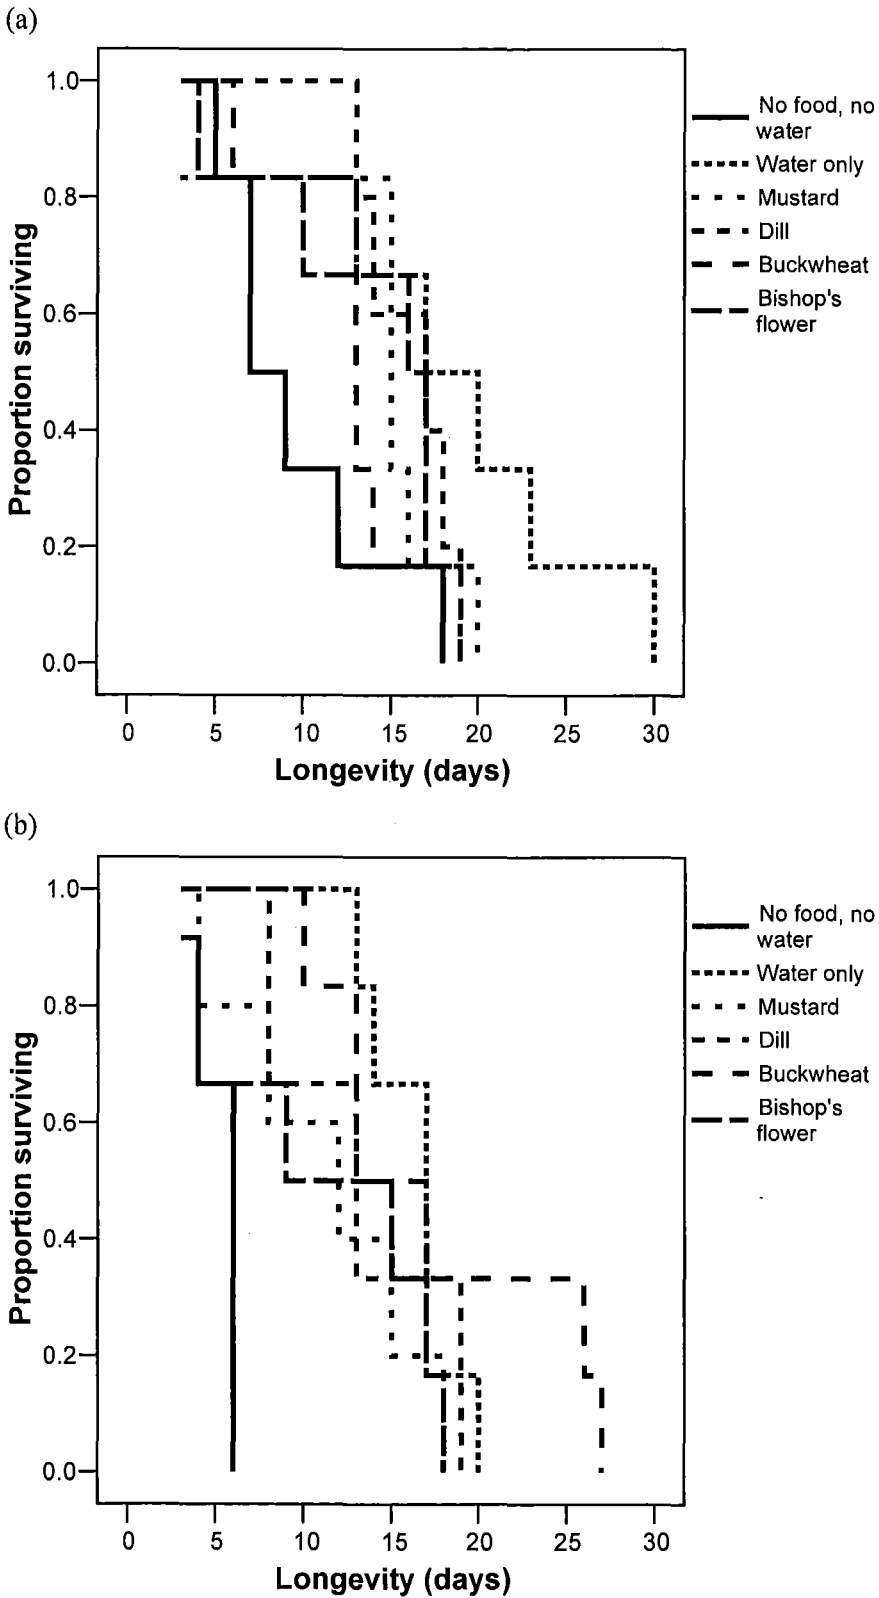 (a)
1.0
0.8
0.6
0.4
0.2
0.0
Proportion surviving
0 5 10 15 20 25 30
Longevity (days)
No food, no
water
Water only
Mustard
Dill
Buckwheat
Bishop's
flower
(b)
1.0
0.8
0.6
0.4
0.2
0.0
Proportion surviving
0 5 10 15 20 25 30
Longevity (days)
No food, no
water
Water only
Mustard
Dill
Buckwheat
Bishop's
flower